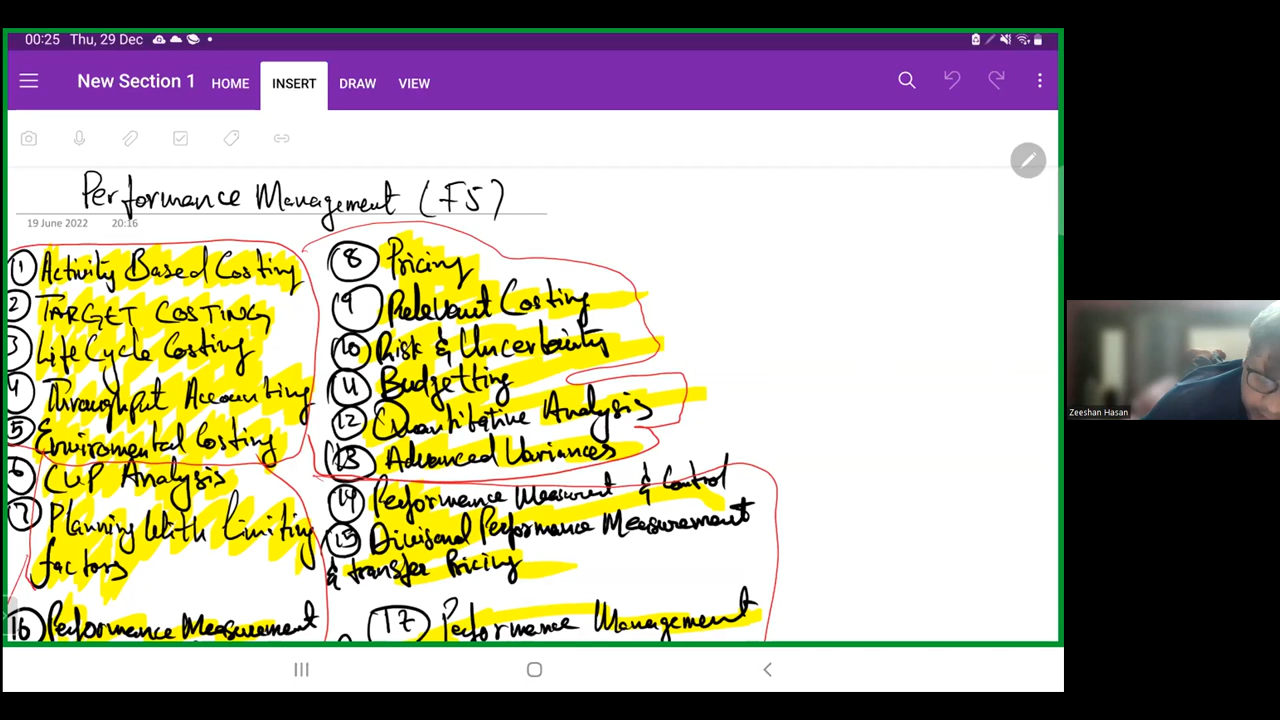 00:25 Thu, 29 Dec
New Section 1 HOME INSERT DRAW VIEW
Performance Management (F5)
19 June 2022 20:16
1 Activity Based Costing
2 TARGET COSTING
3 Life Cycle Costing
4 Throughput Accounting
5 Enviromental Costing
6 CVP Analysis
7 Planning With limiting
factors
16 Performance Measurement
8 Pricing
9 Relevant Costing
10 Risk & Uncertainty
11 Budgetting
12 Quantitative Analysis
13 Advanced Variances
14 Performance Measurment & Control
15 Divisional Performance Measurement
& transfer Pricing
17 Performance Management
Zeeshan Hasan